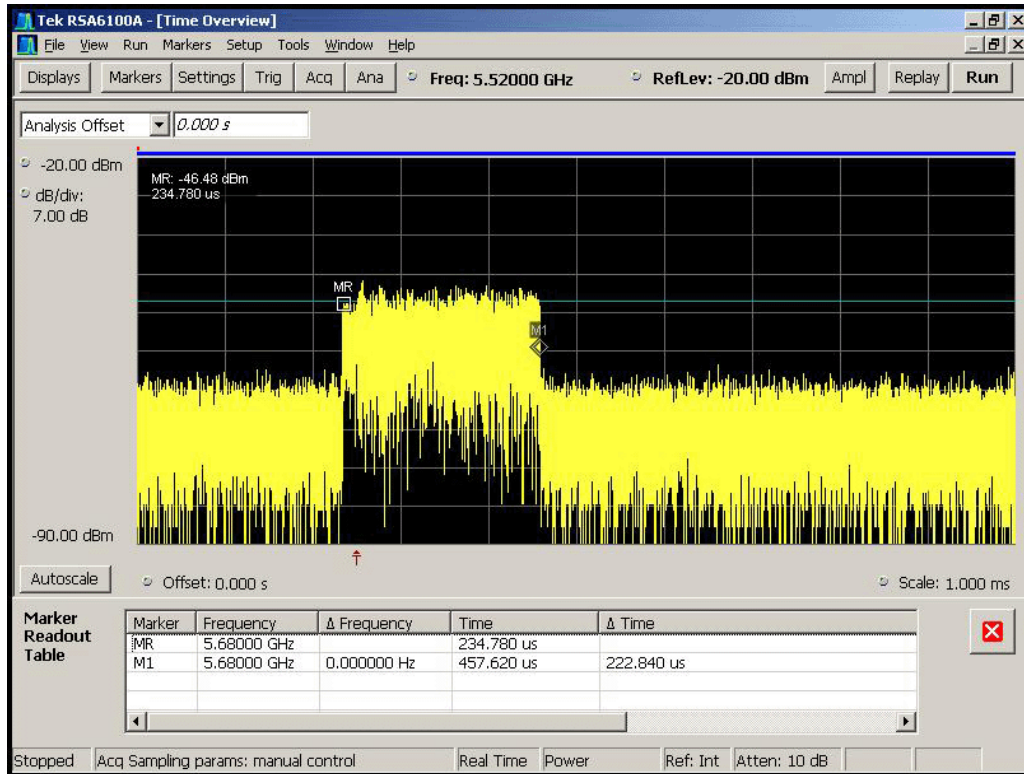 Tek RSA6100A - [Time Overview]
File View Run Markers Setup Tools Window Help
Displays Markers Settings Trig Acq Ana Freq: 5.52000 GHz RefLev: -20.00 dBm Ampl Replay Run
Analysis Offset 0.000 s
-20.00 dBm
dB/div:
7.00 dB
MR: -46.48 dBm
234.780 us
MR
M1
-90.00 dBm
Autoscale Offset: 0.000 s Scale: 1.000 ms
Marker Readout Table
Marker Frequency Δ Frequency Time Δ Time
MR 5.68000 GHz 234.780 us
M1 5.68000 GHz 0.000000 Hz 457.620 us 222.840 us
Stopped Acq Sampling params: manual control Real Time Power Ref: Int Atten: 10 dB